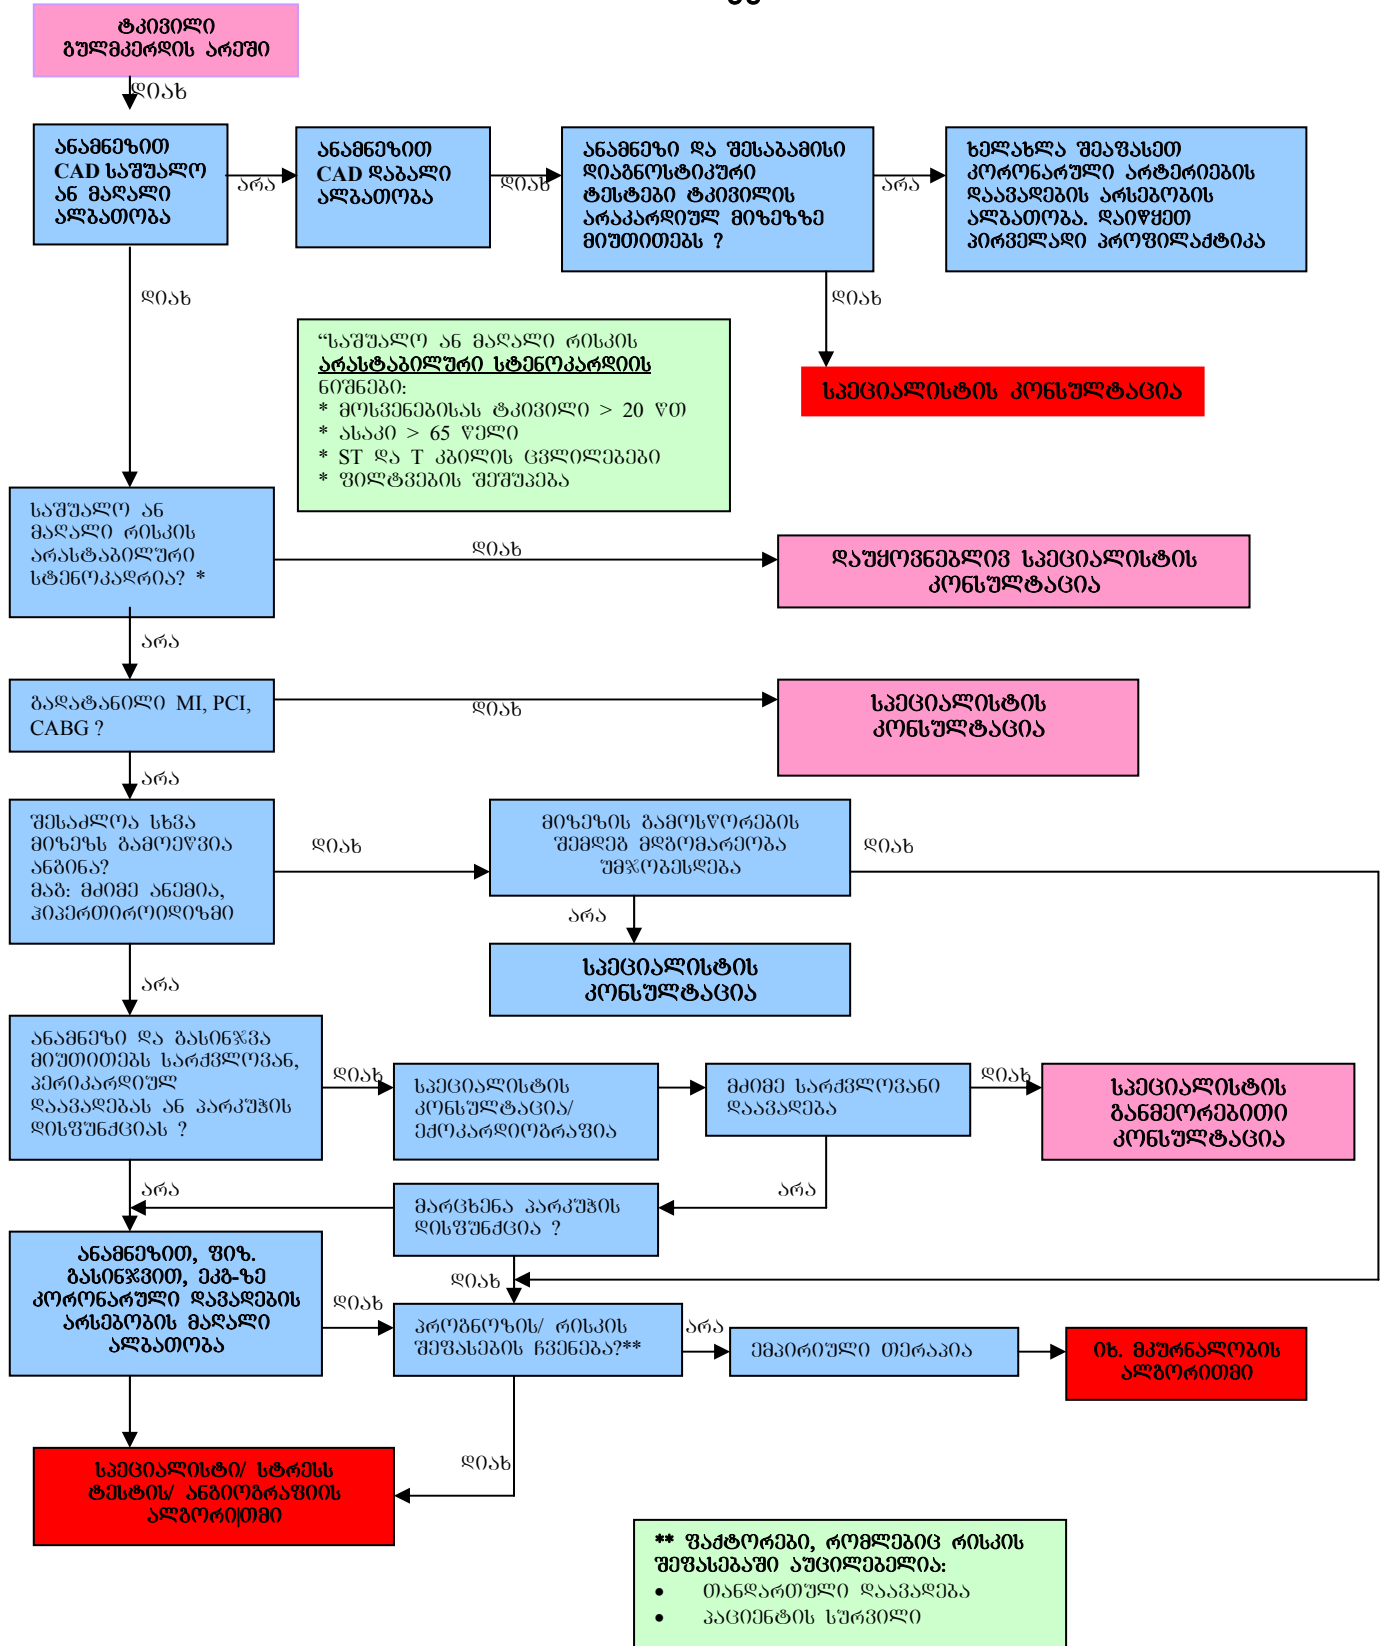 ტკივილი
გულმკერდის არეში
დიახ
ანამნეზით
CAD საშუალო
ან მაღალი
ალბათობა
არა
ანამნეზით
CAD დაბალი
ალბათობა
დიახ
ანამნეზი და შესაბამისი
დიაგნოსტიკური
ტესტები ტკივილის
არაკარდიულ მიზეზზე
მიუთითებს ?
არა
ხელახლა შეაფასეთ
კორონარული არტერიების
დაავადების არსებობის
ალბათობა. დაიწყეთ
პირველადი პროფილაქტიკა
დიახ
დიახ
სპეციალისტის კონსულტაცია
“საშუალო ან მაღალი რისკის
არასტაბილური სტენოკარდიის
ნიშნები:
* მოსვენებისას ტკივილი > 20 წთ
* ასაკი > 65 წელი
* ST და T კბილის ცვლილებები
* ფილტვების შეშუპება
საშუალო ან
მაღალი რისკის
არასტაბილური
სტენოკადრია? *
დიახ
დაუყოვნებლივ სპეციალისტის
კონსულტაცია
არა
გადატანილი MI, PCI,
CABG ?
დიახ
სპეციალისტის
კონსულტაცია
არა
შესაძლოა სხვა
მიზეზს გამოეწვია
ანგინა?
მაგ: მძიმე ანემია,
ჰიპერთიროიდიზმი
დიახ
მიზეზის გამოსწორების
შემდეგ მდგომარეობა
უმჯობესდება
დიახ
არა
სპეციალისტის
კონსულტაცია
არა
ანამნეზი და გასინჯვა
მიუთითებს სარქვლოვან,
პერიკარდიულ
დაავადებას ან პარკუჭის
დისფუნქციას ?
დიახ
სპეციალისტის
კონსულტაცია/
ექოკარდიოგრაფია
მძიმე სარქვლოვანი
დაავადება
დიახ
სპეციალისტის
განმეორებითი
კონსულტაცია
არა
არა
მარცხენა პარკუჭის
დისფუნქცია ?
დიახ
ანამნეზით, ფიზ.
გასინჯვით, ეკგ-ზე
კორონარული დავადების
არსებობის მაღალი
ალბათობა
დიახ
პროგნოზის/ რისკის
შეფასების ჩვენება?**
არა
ემპირიული თერაპია
იხ. მკურნალობის
ალგორითმი
დიახ
სპეციალისტი/ სტრესს
ტესტის/ ანგიოგრაფიის
ალგორითმი
** ფაქტორები, რომლებიც რისკის
შეფასებაში აუცილებელია:
• თანდართული დაავადება
• პაციენტის სურვილი